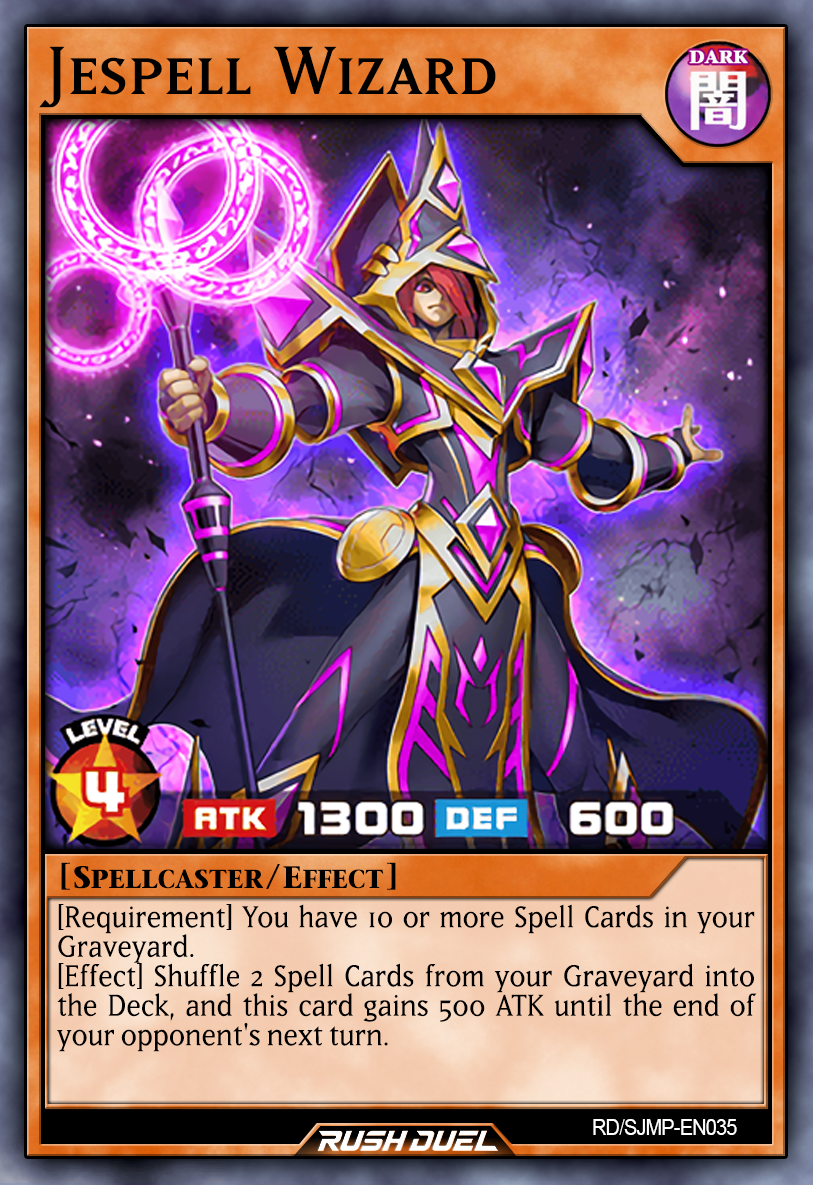 Jespell Wizard
DARK
闇
LEVEL
4
ATK 1300 DEF 600
[Spellcaster/Effect]
[Requirement] You have 10 or more Spell Cards in your
Graveyard.
[Effect] Shuffle 2 Spell Cards from your Graveyard into
the Deck, and this card gains 500 ATK until the end of
your opponent's next turn.
RD/SJMP-EN035
RUSH DUEL